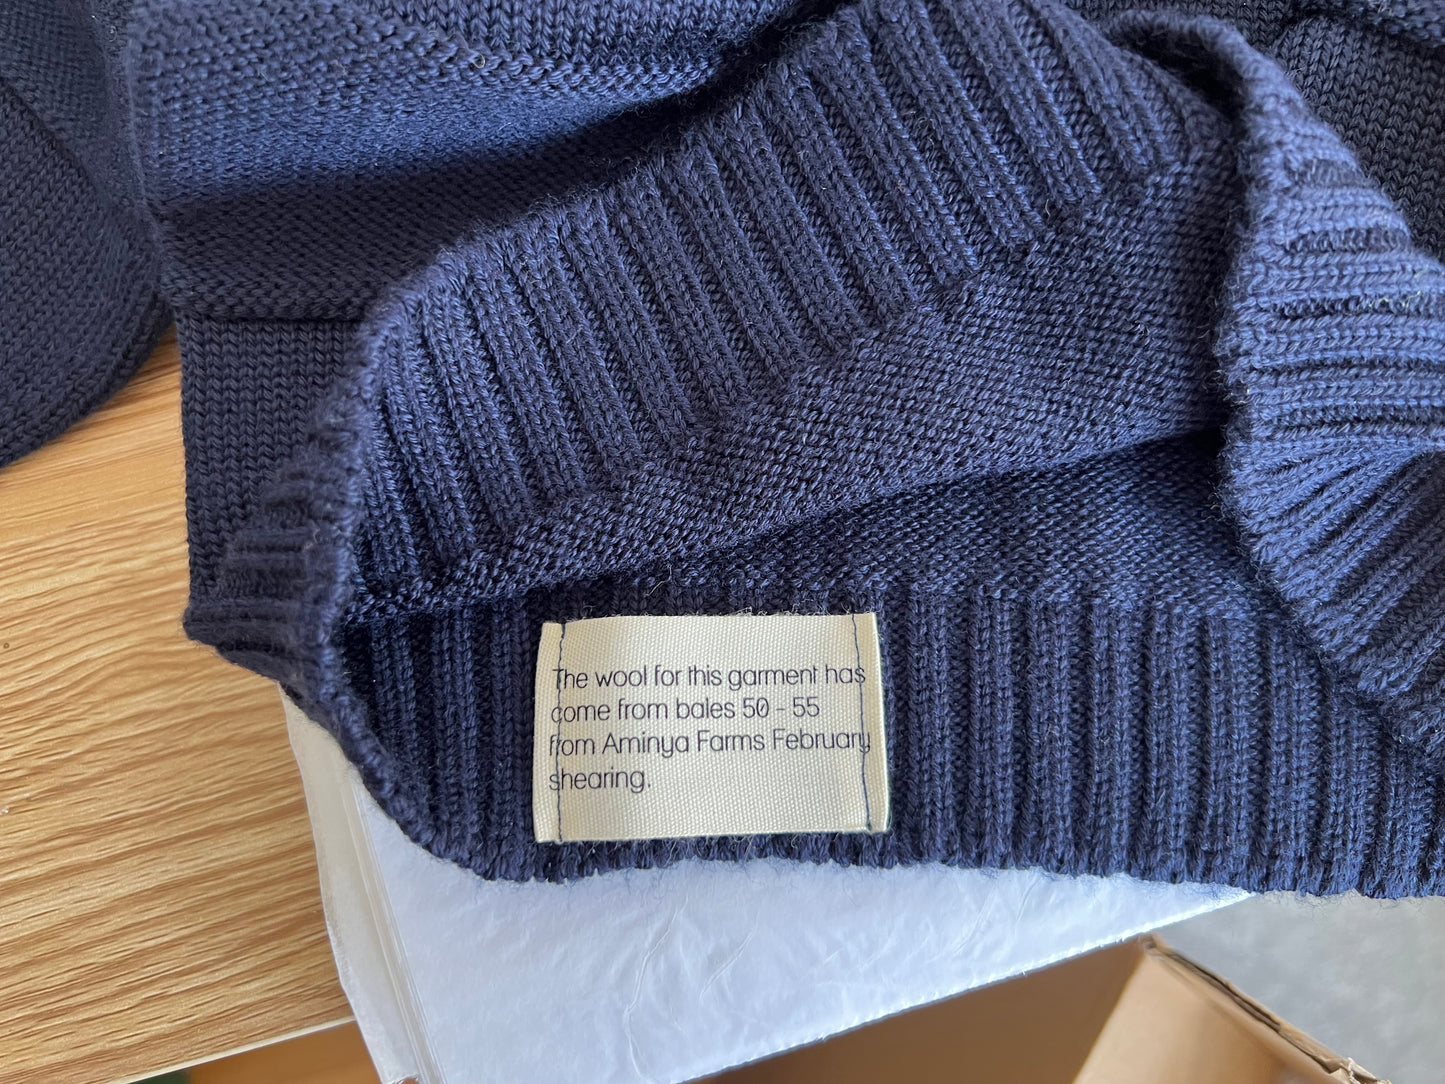 The wool for this garment has
come from bales 50 - 55
from Aminya Farms February
shearing.